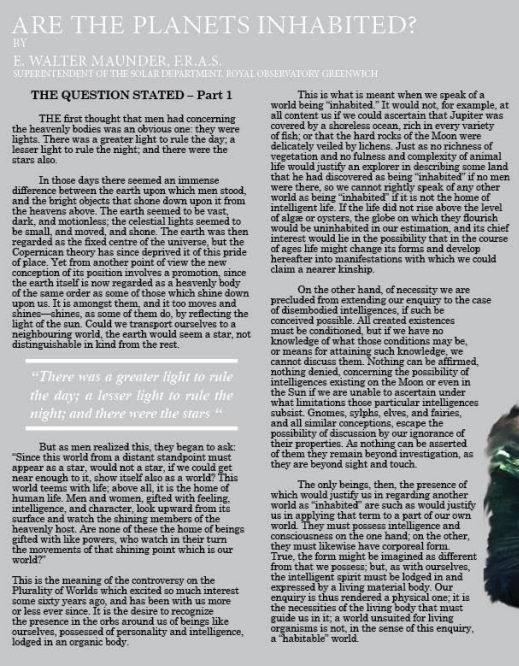 ARE THE PLANETS INHABITED?
BY
E. WALTER MAUNDER, F.R.A.S.
SUPERINTENDENT OF THE SOLAR DEPARTMENT, ROYAL OBSERVATORY GREENWICH
THE QUESTION STATED – Part 1
THE first thought that men had concerning
the heavenly bodies was an obvious one: they were
lights. There was a greater light to rule the day; a
lesser light to rule the night; and there were the
stars also.
In those days there seemed an immense
difference between the earth upon which men stood,
and the bright objects that shone down upon it from
the heavens above. The earth seemed to be vast,
dark, and motionless; the celestial lights seemed to
be small, and moved, and shone. The earth was then
regarded as the fixed centre of the universe, but the
Copernican theory has since deprived it of this pride
of place. Yet from another point of view the new
conception of its position involves a promotion, since
the earth itself is now regarded as a heavenly body
of the same order as some of those which shine down
upon us. It is amongst them, and it too moves and
shines—shines, as some of them do, by reflecting the
light of the sun. Could we transport ourselves to a
neighbouring world, the earth would seem a star, not
distinguishable in kind from the rest.
“There was a greater light to rule
the day; a lesser light to rule the
night; and there were the stars “
But as men realized this, they began to ask:
“Since this world from a distant standpoint must
appear as a star, would not a star, if we could get
near enough to it, show itself also as a world? This
world teems with life; above all, it is the home of
human life. Men and women, gifted with feeling,
intelligence, and character, look upward from its
surface and watch the shining members of the
heavenly host. Are none of these the home of beings
gifted with like powers, who watch in their turn
the movements of that shining point which is our
world?”
This is the meaning of the controversy on the
Plurality of Worlds which excited so much interest
some sixty years ago, and has been with us more
or less ever since. It is the desire to recognize
the presence in the orbs around us of beings like
ourselves, possessed of personality and intelligence,
lodged in an organic body.
This is what is meant when we speak of a
world being “inhabited.” It would not, for example, at
all content us if we could ascertain that Jupiter was
covered by a shoreless ocean, rich in every variety
of fish; or that the hard rocks of the Moon were
delicately veiled by lichens. Just as no richness of
vegetation and no fulness and complexity of animal
life would justify an explorer in describing some land
that he had discovered as being “inhabited” if no men
were there, so we cannot rightly speak of any other
world as being “inhabited” if it is not the home of
intelligent life. If the life did not rise above the level
of algæ or oysters, the globe on which they flourish
would be uninhabited in our estimation, and its chief
interest would lie in the possibility that in the course
of ages life might change its forms and develop
hereafter into manifestations with which we could
claim a nearer kinship.
On the other hand, of necessity we are
precluded from extending our enquiry to the case
of disembodied intelligences, if such be
conceived possible. All created existences
must be conditioned, but if we have no
knowledge of what those conditions may be,
or means for attaining such knowledge, we
cannot discuss them. Nothing can be affirmed,
nothing denied, concerning the possibility of
intelligences existing on the Moon or even in
the Sun if we are unable to ascertain under
what limitations those particular intelligences
subsist. Gnomes, sylphs, elves, and fairies,
and all similar conceptions, escape the
possibility of discussion by our ignorance of
their properties. As nothing can be asserted
of them they remain beyond investigation, as
they are beyond sight and touch.
The only beings, then, the presence of
which would justify us in regarding another
world as “inhabited” are such as would justify
us in applying that term to a part of our own
world. They must possess intelligence and
consciousness on the one hand; on the other,
they must likewise have corporeal form.
True, the form might be imagined as different
from that we possess; but, as with ourselves,
the intelligent spirit must be lodged in and
expressed by a living material body. Our
enquiry is thus rendered a physical one; it is
the necessities of the living body that must
guide us in it; a world unsuited for living
organisms is not, in the sense of this enquiry,
a “habitable” world.